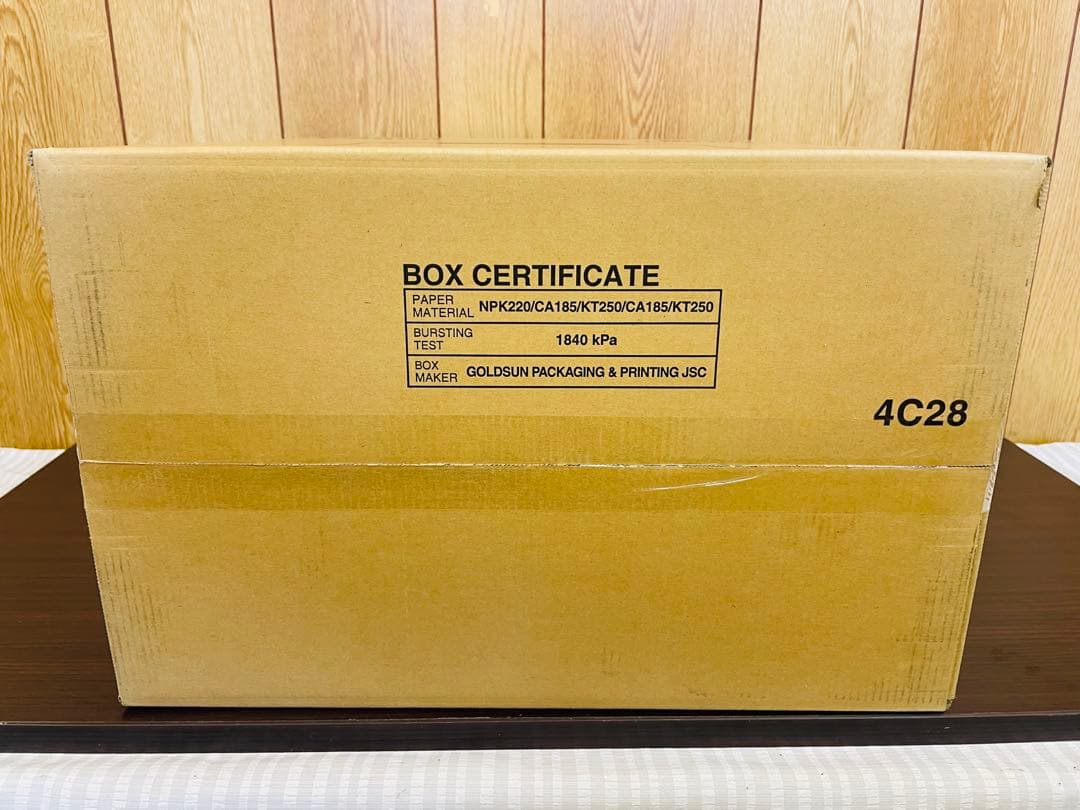 BOX CERTIFICATE
PAPER MATERIAL NPK220/CA185/KT250/CA185/KT250
BURSTING TEST 1840 kPa
BOX MAKER GOLDSUN PACKAGING & PRINTING JSC
4C28